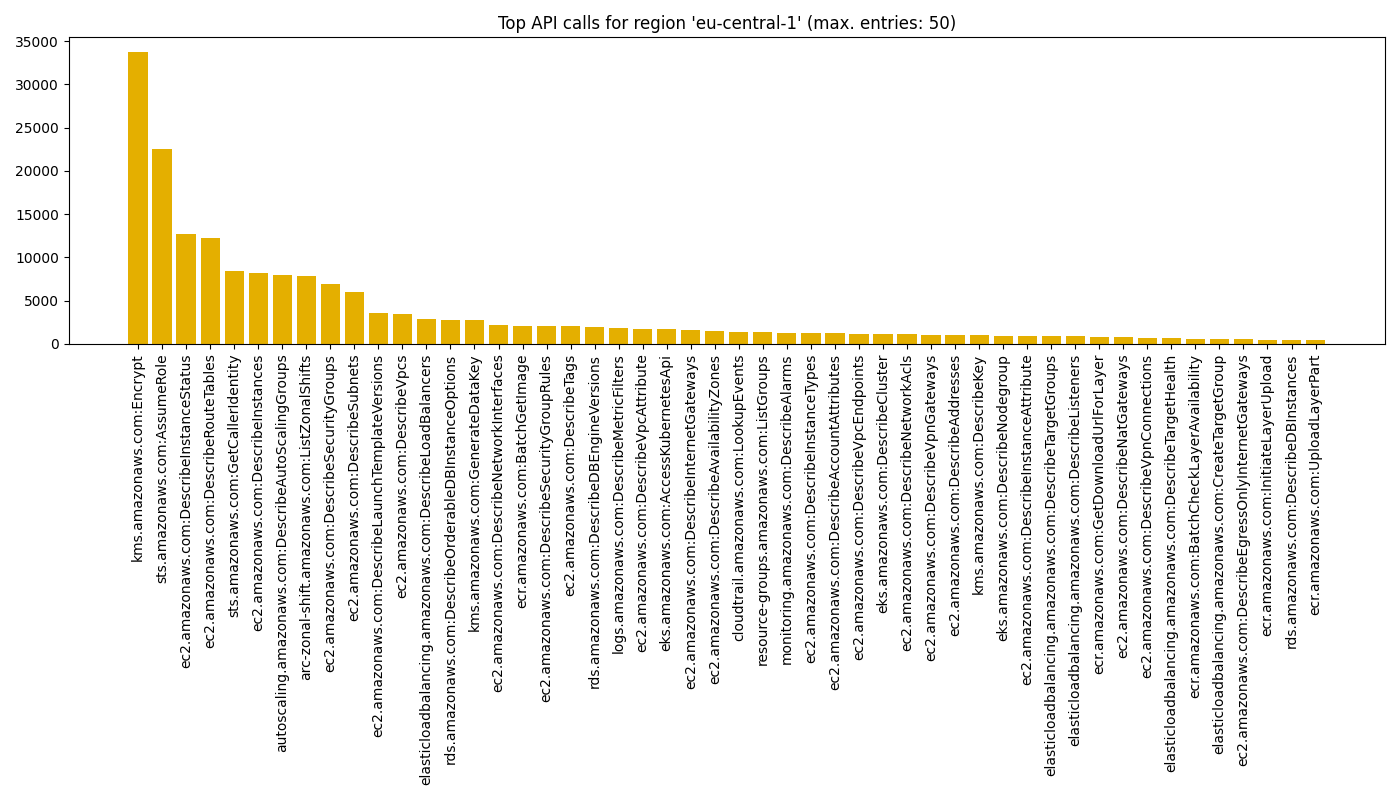 Top API calls for region 'eu-central-1' (max. entries: 50)
35000
30000
25000
20000
15000
10000
5000
0
kms.amazonaws.com:Encrypt
sts.amazonaws.com:AssumeRole
ec2.amazonaws.com:DescribeInstanceStatus
ec2.amazonaws.com:DescribeRouteTables
sts.amazonaws.com:GetCallerIdentity
ec2.amazonaws.com:DescribeInstances
autoscaling.amazonaws.com:DescribeAutoScalingGroups
arc-zonal-shift.amazonaws.com:ListZonalShifts
ec2.amazonaws.com:DescribeSecurityGroups
ec2.amazonaws.com:DescribeSubnets
ec2.amazonaws.com:DescribeLaunchTemplateVersions
ec2.amazonaws.com:DescribeVpcs
elasticloadbalancing.amazonaws.com:DescribeLoadBalancers
rds.amazonaws.com:DescribeOrderableDBInstanceOptions
kms.amazonaws.com:GenerateDataKey
ec2.amazonaws.com:DescribeNetworkInterfaces
ecr.amazonaws.com:BatchGetImage
ec2.amazonaws.com:DescribeSecurityGroupRules
ec2.amazonaws.com:DescribeTags
rds.amazonaws.com:DescribeDBEngineVersions
logs.amazonaws.com:DescribeMetricFilters
ec2.amazonaws.com:DescribeVpcAttribute
eks.amazonaws.com:AccessKubernetesApi
ec2.amazonaws.com:DescribeInternetGateways
ec2.amazonaws.com:DescribeAvailabilityZones
cloudtrail.amazonaws.com:LookupEvents
resource-groups.amazonaws.com:ListGroups
monitoring.amazonaws.com:DescribeAlarms
ec2.amazonaws.com:DescribeInstanceTypes
ec2.amazonaws.com:DescribeAccountAttributes
ec2.amazonaws.com:DescribeVpcEndpoints
eks.amazonaws.com:DescribeCluster
ec2.amazonaws.com:DescribeNetworkAcls
ec2.amazonaws.com:DescribeVpnGateways
ec2.amazonaws.com:DescribeAddresses
kms.amazonaws.com:DescribeKey
eks.amazonaws.com:DescribeNodegroup
ec2.amazonaws.com:DescribeInstanceAttribute
elasticloadbalancing.amazonaws.com:DescribeTargetGroups
elasticloadbalancing.amazonaws.com:DescribeListeners
ecr.amazonaws.com:GetDownloadUrlForLayer
ec2.amazonaws.com:DescribeNatGateways
ec2.amazonaws.com:DescribeVpnConnections
elasticloadbalancing.amazonaws.com:DescribeTargetHealth
ecr.amazonaws.com:BatchCheckLayerAvailability
elasticloadbalancing.amazonaws.com:CreateTargetGroup
ec2.amazonaws.com:DescribeEgressOnlyInternetGateways
ecr.amazonaws.com:InitiateLayerUpload
rds.amazonaws.com:DescribeDBInstances
ecr.amazonaws.com:UploadLayerPart